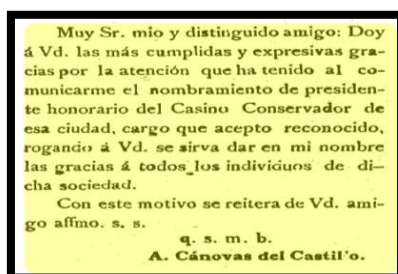 Muy Sr. mio y distinguido amigo: Doy
á Vd. las más cumplidas y expresivas gra-
cias por la atención que ha tenido al co-
municarme el nombramiento de presiden-
te honorario del Casino Conservador de
esa ciudad, cargo que acepto reconocido,
rogando á Vd. se sirva dar en mi nombre
las gracias á todos los individuos de di-
cha sociedad.
Con este motivo se reitera de Vd. ami-
go affmo. s. s.
q. s. m. b.
A. Cánovas del Castil'o.